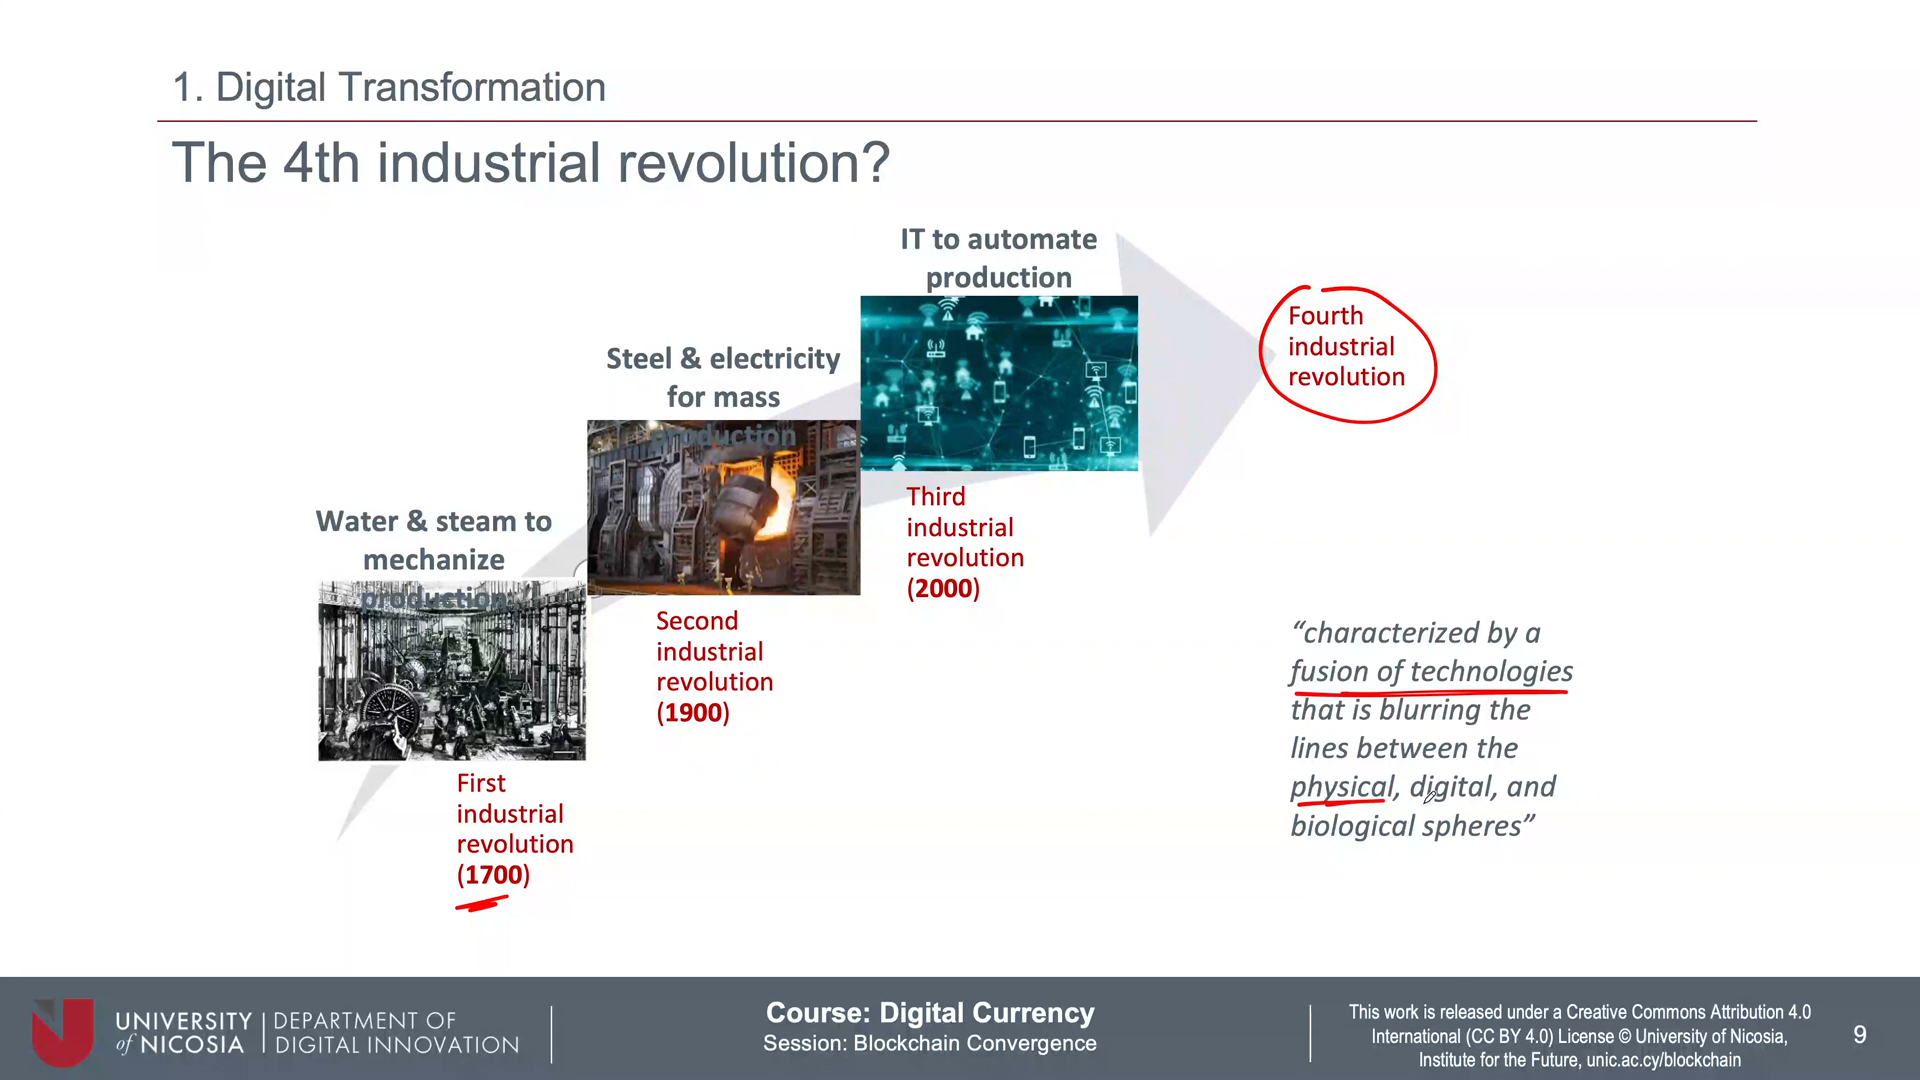 1. Digital Transformation
The 4th industrial revolution?
IT to automate
production
Fourth
industrial
revolution
Steel & electricity
for mass
production
Third
industrial
revolution
(2000)
Water & steam to
mechanize
production
Second
industrial
revolution
(1900)
“characterized by a
fusion of technologies
that is blurring the
lines between the
physical, digital, and
biological spheres”
First
industrial
revolution
(1700)
UNIVERSITY
of NICOSIA
DEPARTMENT OF
DIGITAL INNOVATION
Course: Digital Currency
Session: Blockchain Convergence
This work is released under a Creative Commons Attribution 4.0
International (CC BY 4.0) License © University of Nicosia,
Institute for the Future, unic.ac.cy/blockchain
9